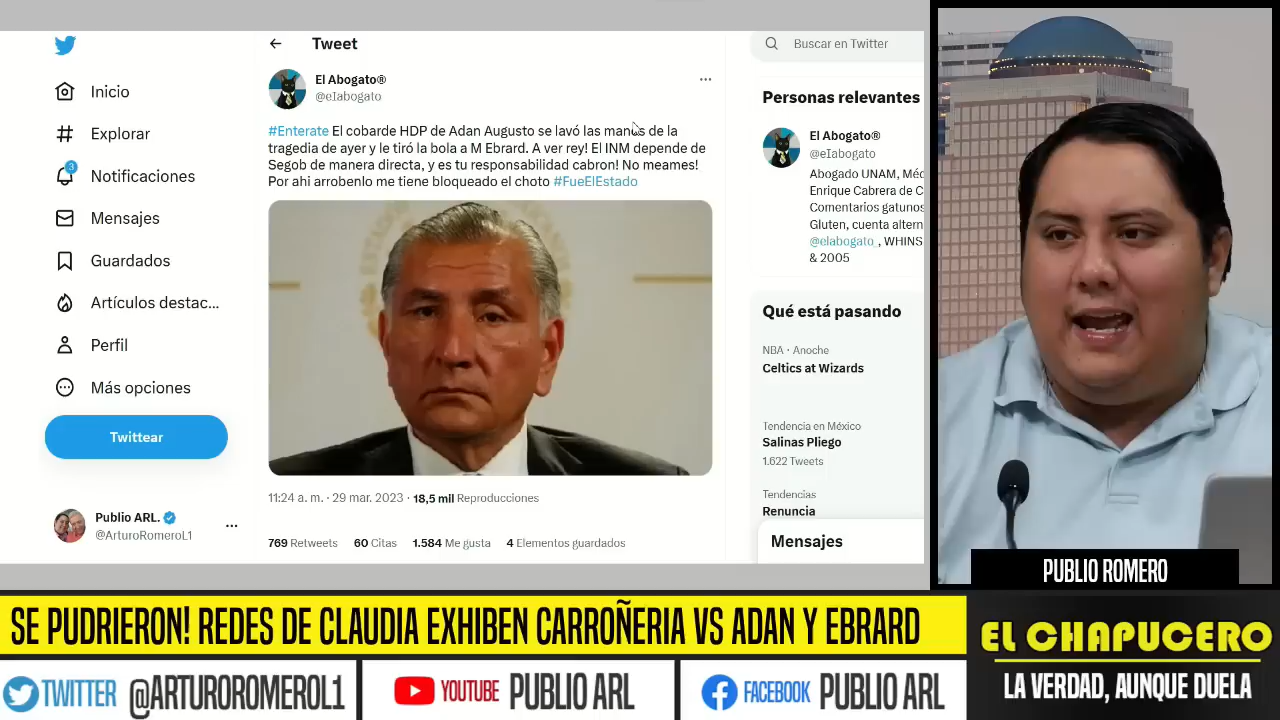 Inicio
Explorar
3
Notificaciones
Mensajes
Guardados
Artículos destac...
Perfil
Más opciones
Twittear
Publio ARL.
@ArturoRomeroL1
Tweet
El Abogato®
@eIabogato
#Enterate El cobarde HDP de Adan Augusto se lavó las manos de la
tragedia de ayer y le tiró la bola a M Ebrard. A ver rey! El INM depende de
Segob de manera directa, y es tu responsabilidad cabron! No meames!
Por ahi arrobenlo me tiene bloqueado el choto #FueElEstado
11:24 a. m. · 29 mar. 2023 · 18,5 mil Reproducciones
769 Retweets 60 Citas 1.584 Me gusta 4 Elementos guardados
Buscar en Twitter
Personas relevantes
El Abogato®
@eIabogato
Abogado UNAM, Méd
Enrique Cabrera de C
Comentarios gatunos
Gluten, cuenta altern
@elabogato , WHINS
& 2005
Qué está pasando
NBA · Anoche
Celtics at Wizards
Tendencia en México
Salinas Pliego
1.622 Tweets
Tendencias
Renuncia
Mensajes
PUBLIO ROMERO
SE PUDRIERON! REDES DE CLAUDIA EXHIBEN CARROÑERIA VS ADAN Y EBRARD
EL CHAPUCERO
LA VERDAD, AUNQUE DUELA
TWITTER @ARTUROROMEROL1
YOUTUBE PUBLIO ARL
FACEBOOK PUBLIO ARL